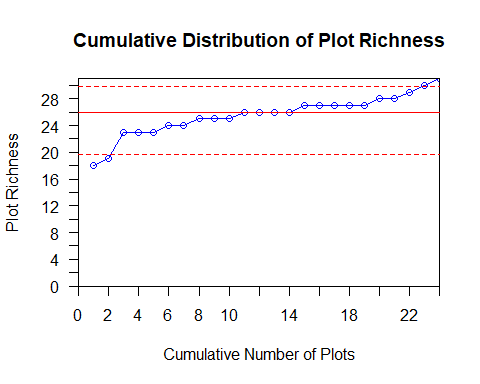 Cumulative Distribution of Plot Richness
Plot Richness
28
24
20
16
12
8
4
0
0 2 4 6 8 10 14 18 22
Cumulative Number of Plots